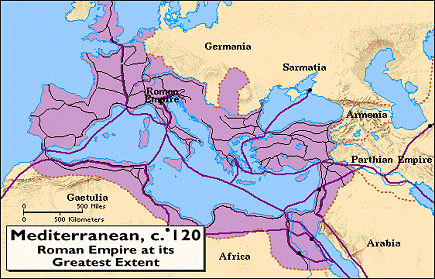 Germania
Sarmatia
Roman
Empire
Armenia
Parthian Empire
Gaetulia
0 500 Miles
0 500 Kilometers
Mediterranean, c. 120
Roman Empire at its
Greatest Extent
Africa
Arabia